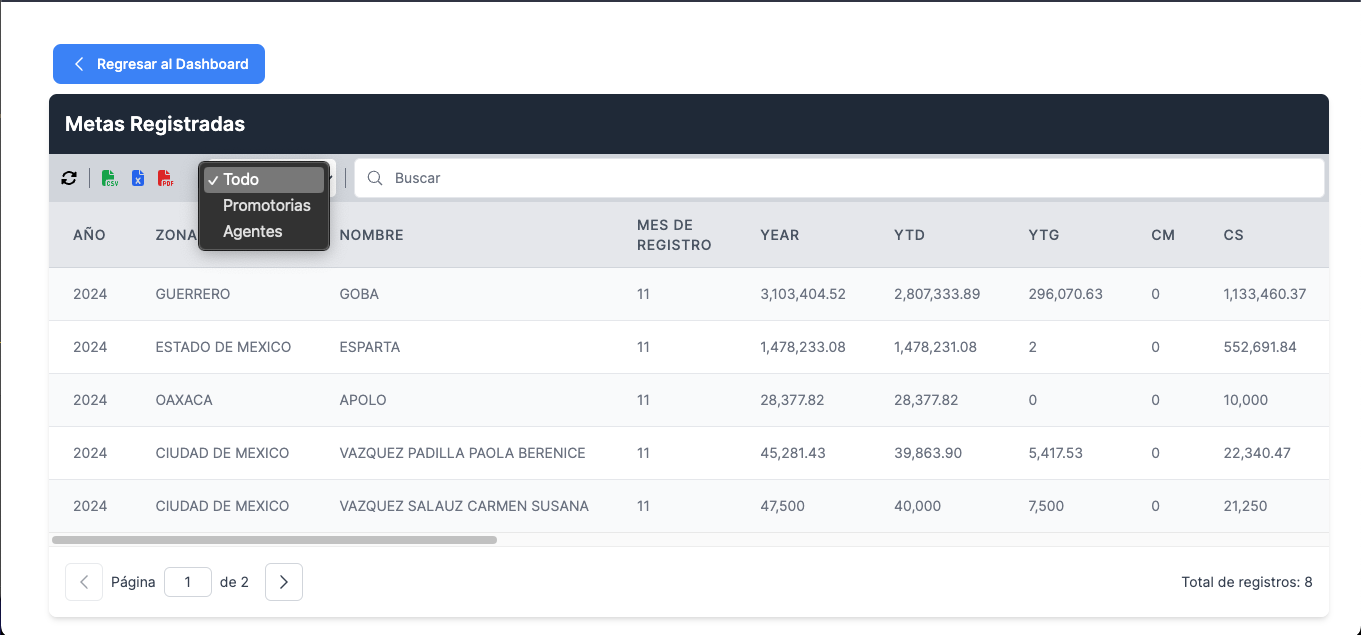 Regresar al Dashboard
Metas Registradas
CSV X PDF
✓ Todo
Promotorias
Agentes
Buscar
AÑO ZONA NOMBRE MES DE REGISTRO YEAR YTD YTG CM CS
2024 GUERRERO GOBA 11 3,103,404.52 2,807,333.89 296,070.63 0 1,133,460.37
2024 ESTADO DE MEXICO ESPARTA 11 1,478,233.08 1,478,231.08 2 0 552,691.84
2024 OAXACA APOLO 11 28,377.82 28,377.82 0 0 10,000
2024 CIUDAD DE MEXICO VAZQUEZ PADILLA PAOLA BERENICE 11 45,281.43 39,863.90 5,417.53 0 22,340.47
2024 CIUDAD DE MEXICO VAZQUEZ SALAUZ CARMEN SUSANA 11 47,500 40,000 7,500 0 21,250
Página 1 de 2
Total de registros: 8